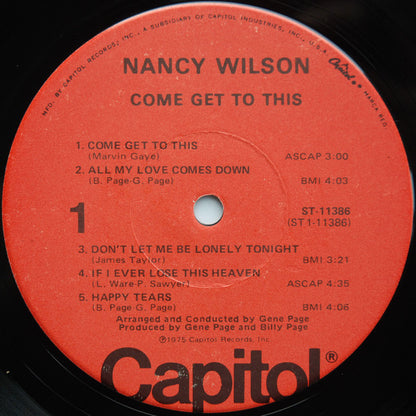 MFD. BY CAPITOL RECORDS, INC., A SUBSIDIARY OF CAPITOL INDUSTRIES, INC., U.S.A.
Capitol®
MARCA REG.
NANCY WILSON
COME GET TO THIS
1. COME GET TO THIS
(Marvin Gaye) ASCAP 3:00
2. ALL MY LOVE COMES DOWN
(B. Page-G. Page) BMI 4:03
1
ST-11386
(ST 1-11386)
3. DON'T LET ME BE LONELY TONIGHT
(James Taylor) BMI 3:21
4. IF I EVER LOSE THIS HEAVEN
(L. Ware-P. Sawyer) ASCAP 4:35
5. HAPPY TEARS
(B. Page G. Page) BMI 4:06
Arranged and Conducted by Gene Page
Produced by Gene Page and Billy Page
℗1975 Capitol Records, Inc.
Capitol®